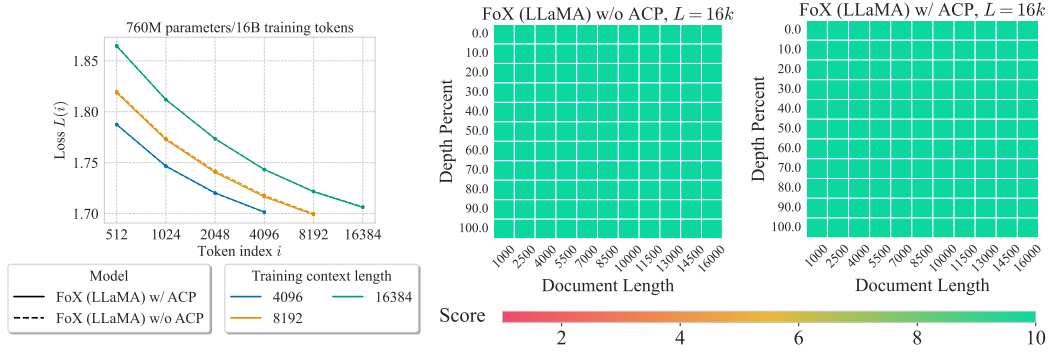 760M parameters/16B training tokens
Loss L(i)
1.85
1.80
1.75
1.70
512 1024 2048 4096 8192 16384
Token index i
Model
FoX (LLaMA) w/ ACP
FoX (LLaMA) w/o ACP
Training context length
4096 16384
8192
FoX (LLaMA) w/o ACP, L = 16k
Depth Percent
0.0
10.0
20.0
30.0
40.0
50.0
60.0
70.0
80.0
90.0
100.0
1000 2500 4000 5500 7000 8500 10000 11500 13000 14500 16000
Document Length
FoX (LLaMA) w/ ACP, L = 16k
Depth Percent
0.0
10.0
20.0
30.0
40.0
50.0
60.0
70.0
80.0
90.0
100.0
1000 2500 4000 5500 7000 8500 10000 11500 13000 14500 16000
Document Length
Score
2 4 6 8 10